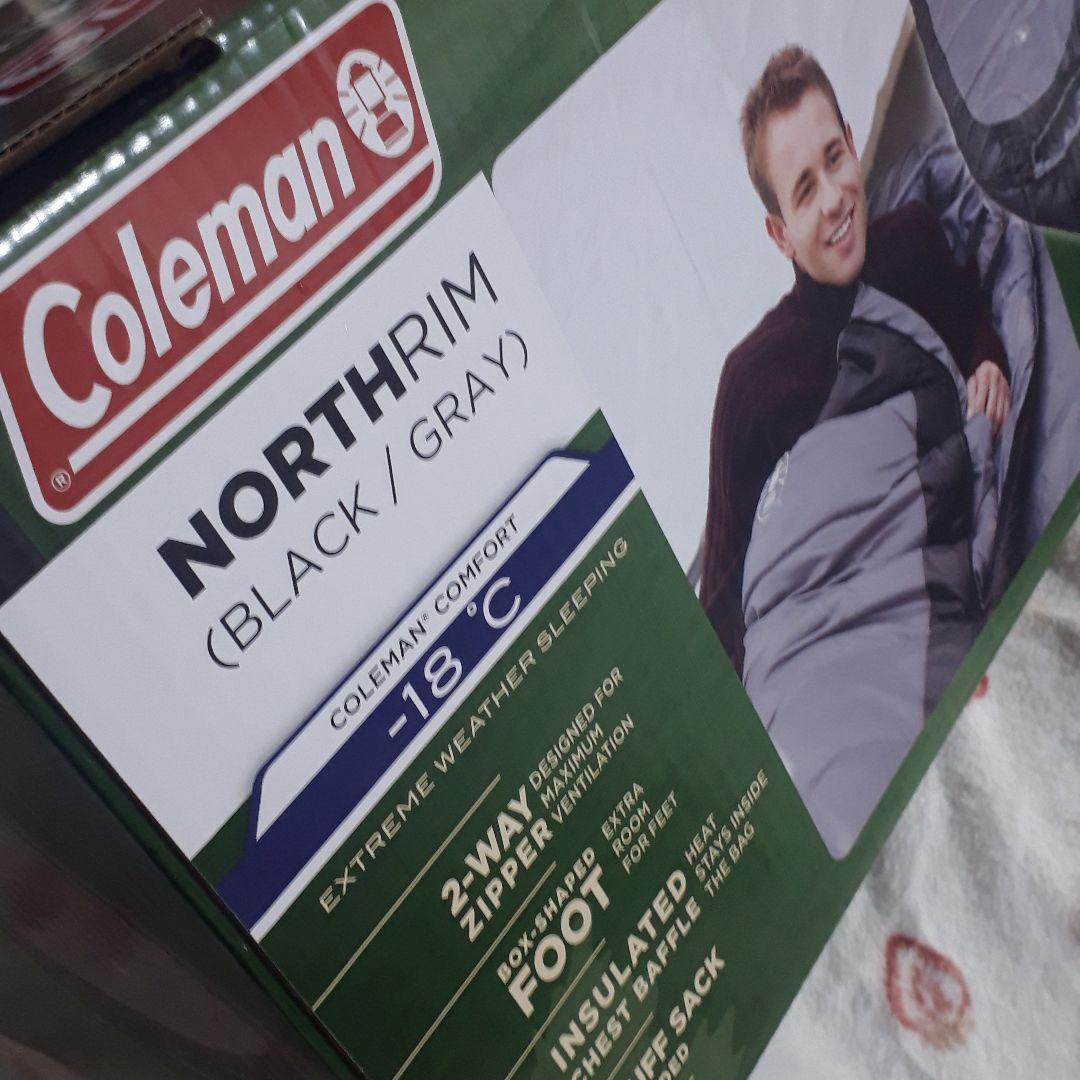 Coleman
®
NORTHRIM
(BLACK / GRAY)
COLEMAN® COMFORT
-18 °C
EXTREME WEATHER SLEEPING
2-WAY
ZIPPER
DESIGNED FOR
MAXIMUM
VENTILATION
BOX-SHAPED
FOOT
EXTRA
ROOM
FOR FEET
INSULATED
CHEST BAFFLE
HEAT
STAYS INSIDE
THE BAG
SACK